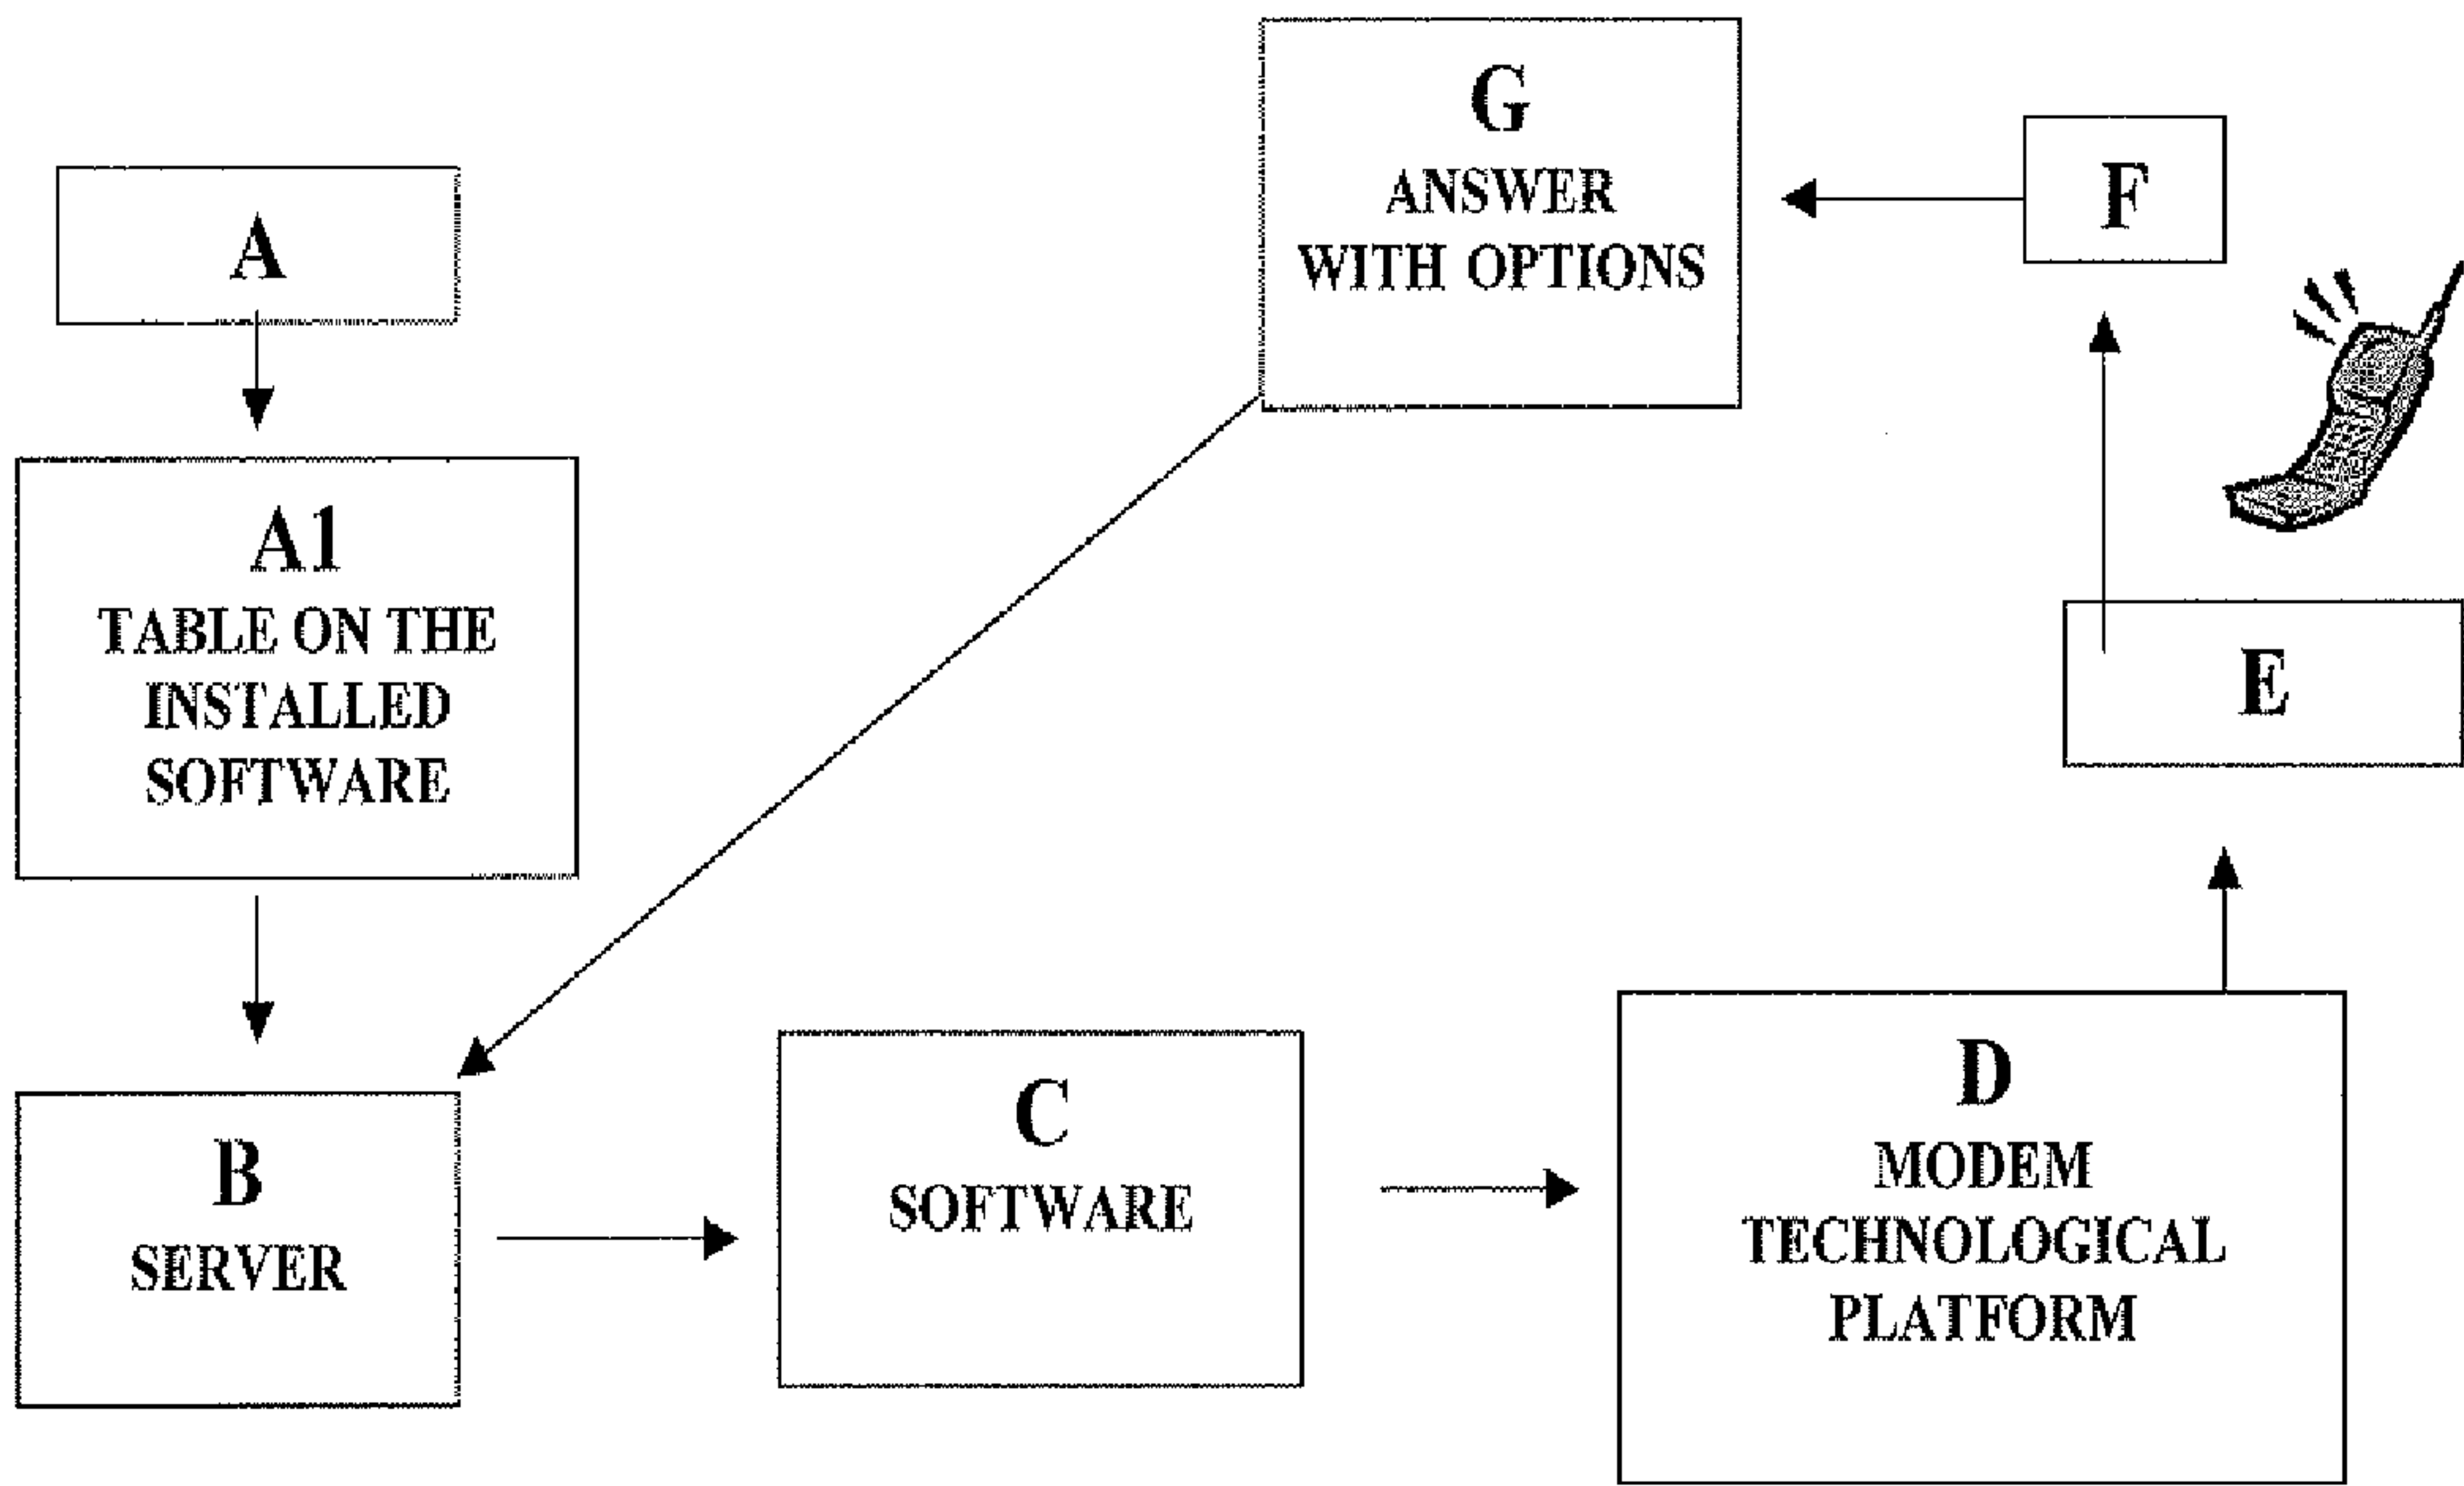 A
A1
TABLE ON THE
INSTALLED
SOFTWARE
B
SERVER
C
SOFTWARE
D
MODEM
TECHNOLOGICAL
PLATFORM
E
F
G
ANSWER
WITH OPTIONS